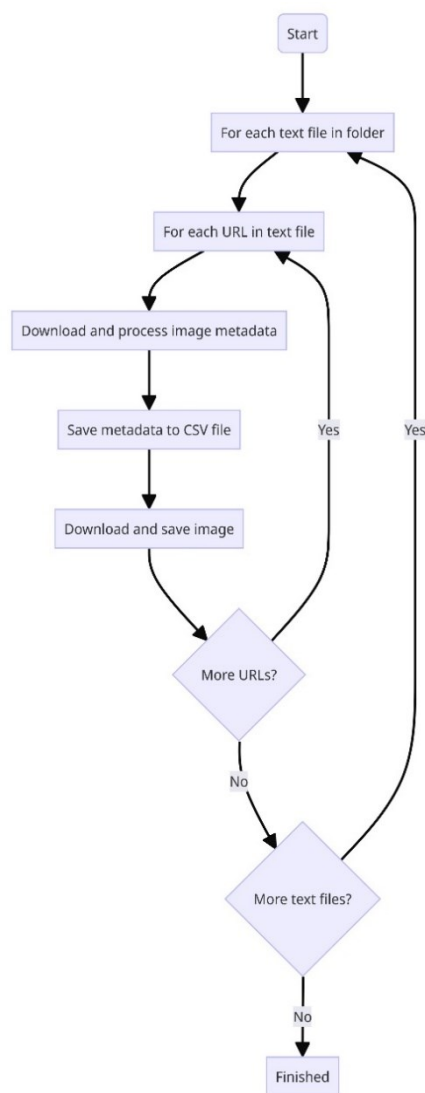 Start
For each text file in folder
For each URL in text file
Download and process image metadata
Save metadata to CSV file
Yes
Yes
Download and save image
More URLs?
No
More text files?
No
Finished